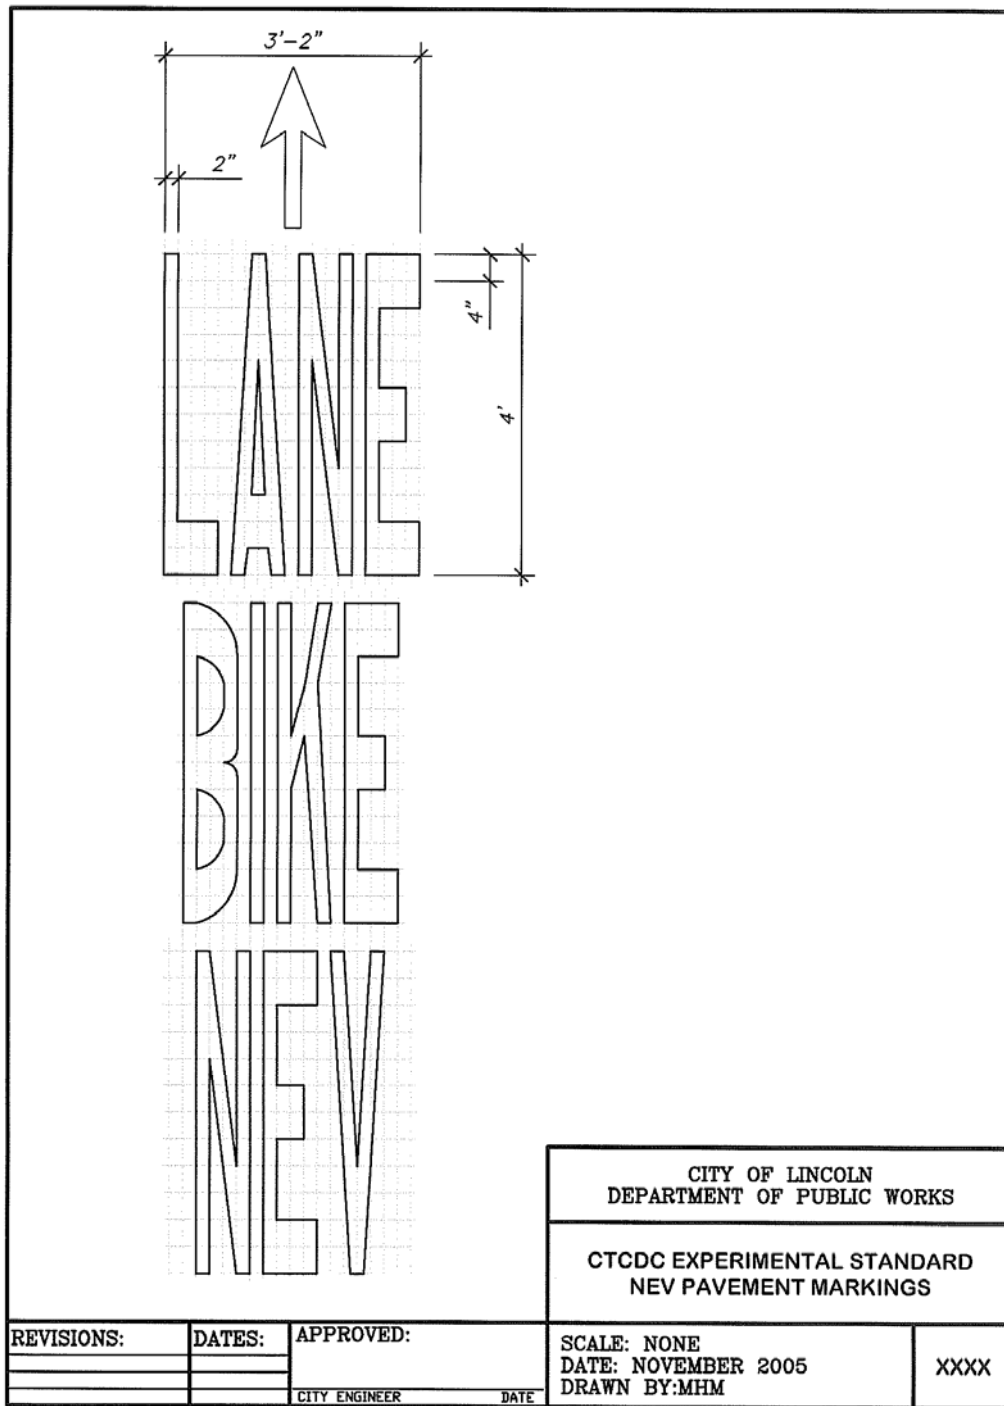 3'-2"
2"
LANE
4"
4'
BIKE
NEV
CITY OF LINCOLN
DEPARTMENT OF PUBLIC WORKS
CTCDC EXPERIMENTAL STANDARD
NEV PAVEMENT MARKINGS
REVISIONS:
DATES:
APPROVED:
CITY ENGINEER DATE
SCALE: NONE
DATE: NOVEMBER 2005
DRAWN BY:MHM
XXXX